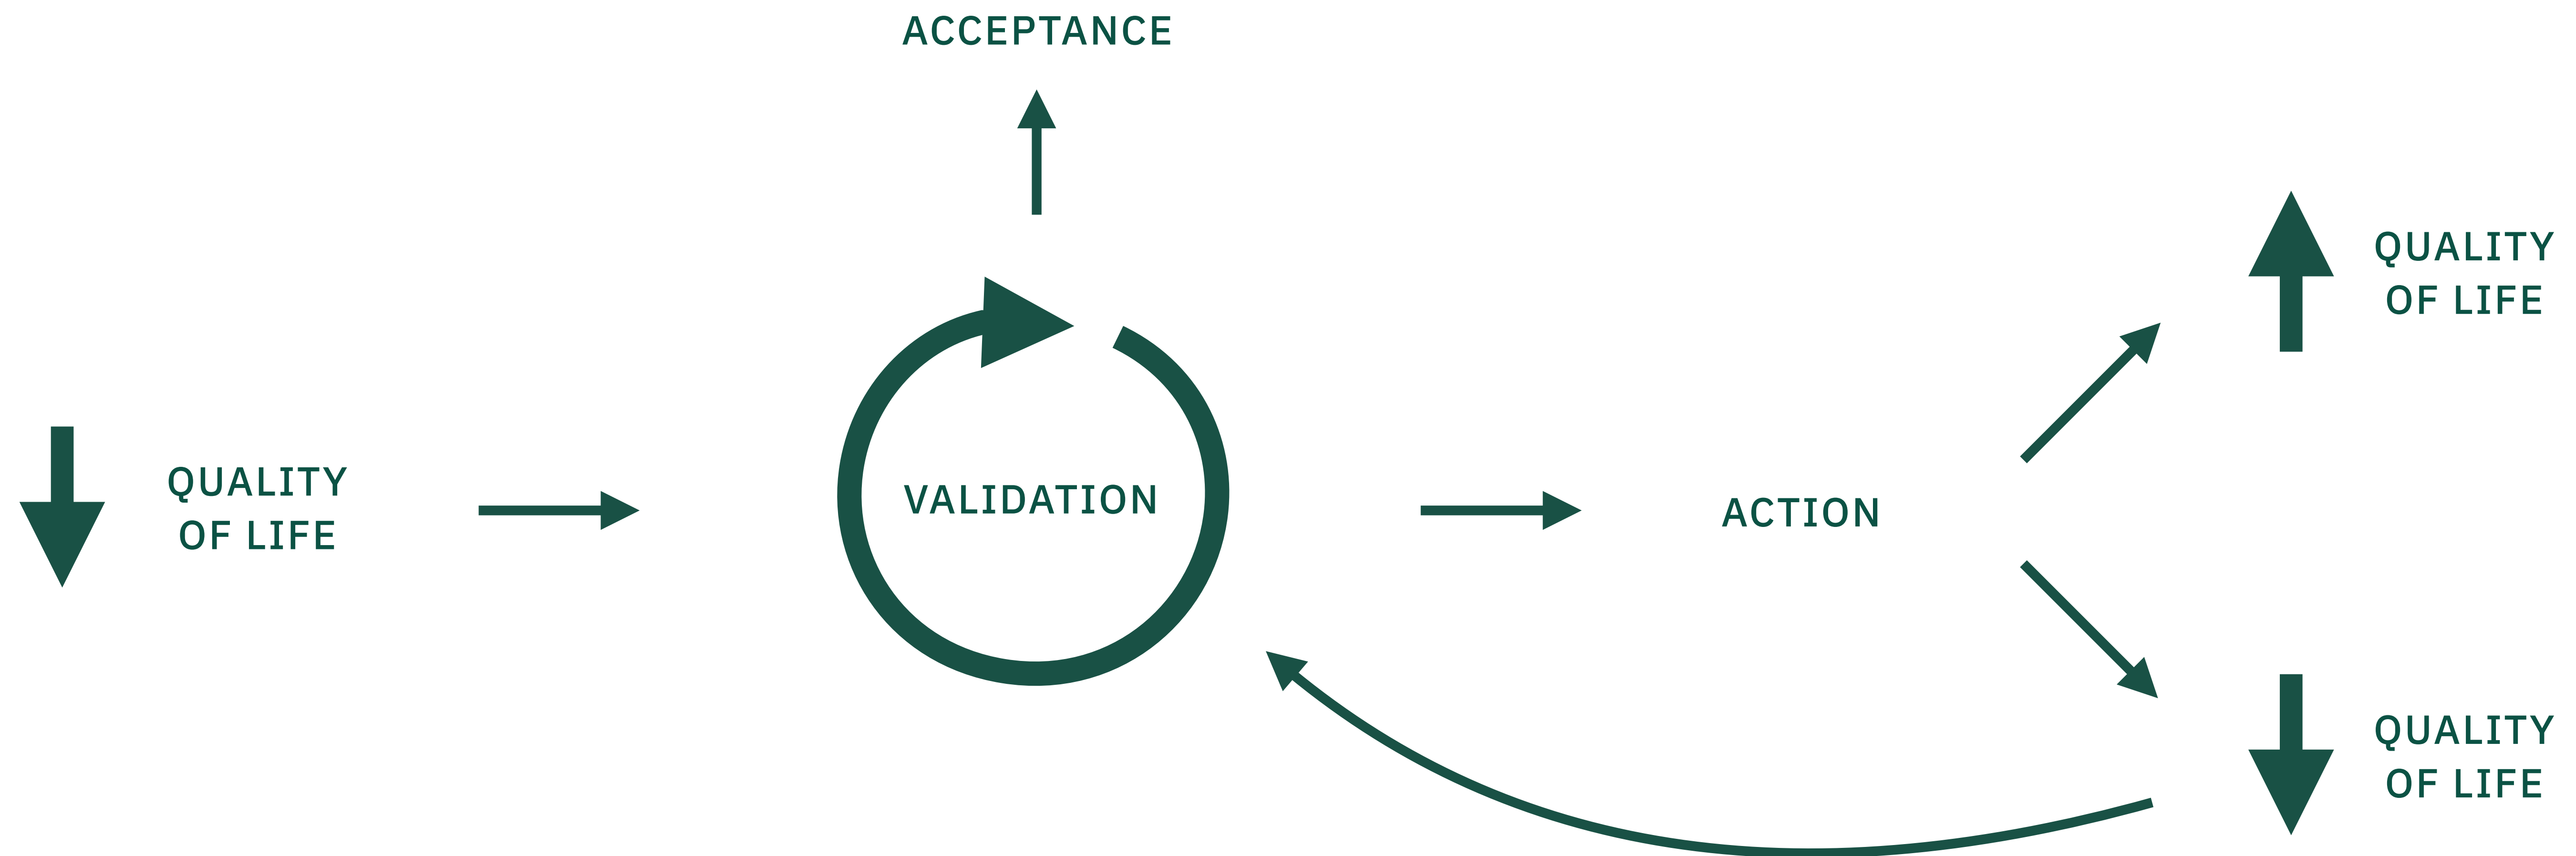 ACCEPTANCE
QUALITY
OF LIFE
VALIDATION
ACTION
QUALITY
OF LIFE
QUALITY
OF LIFE